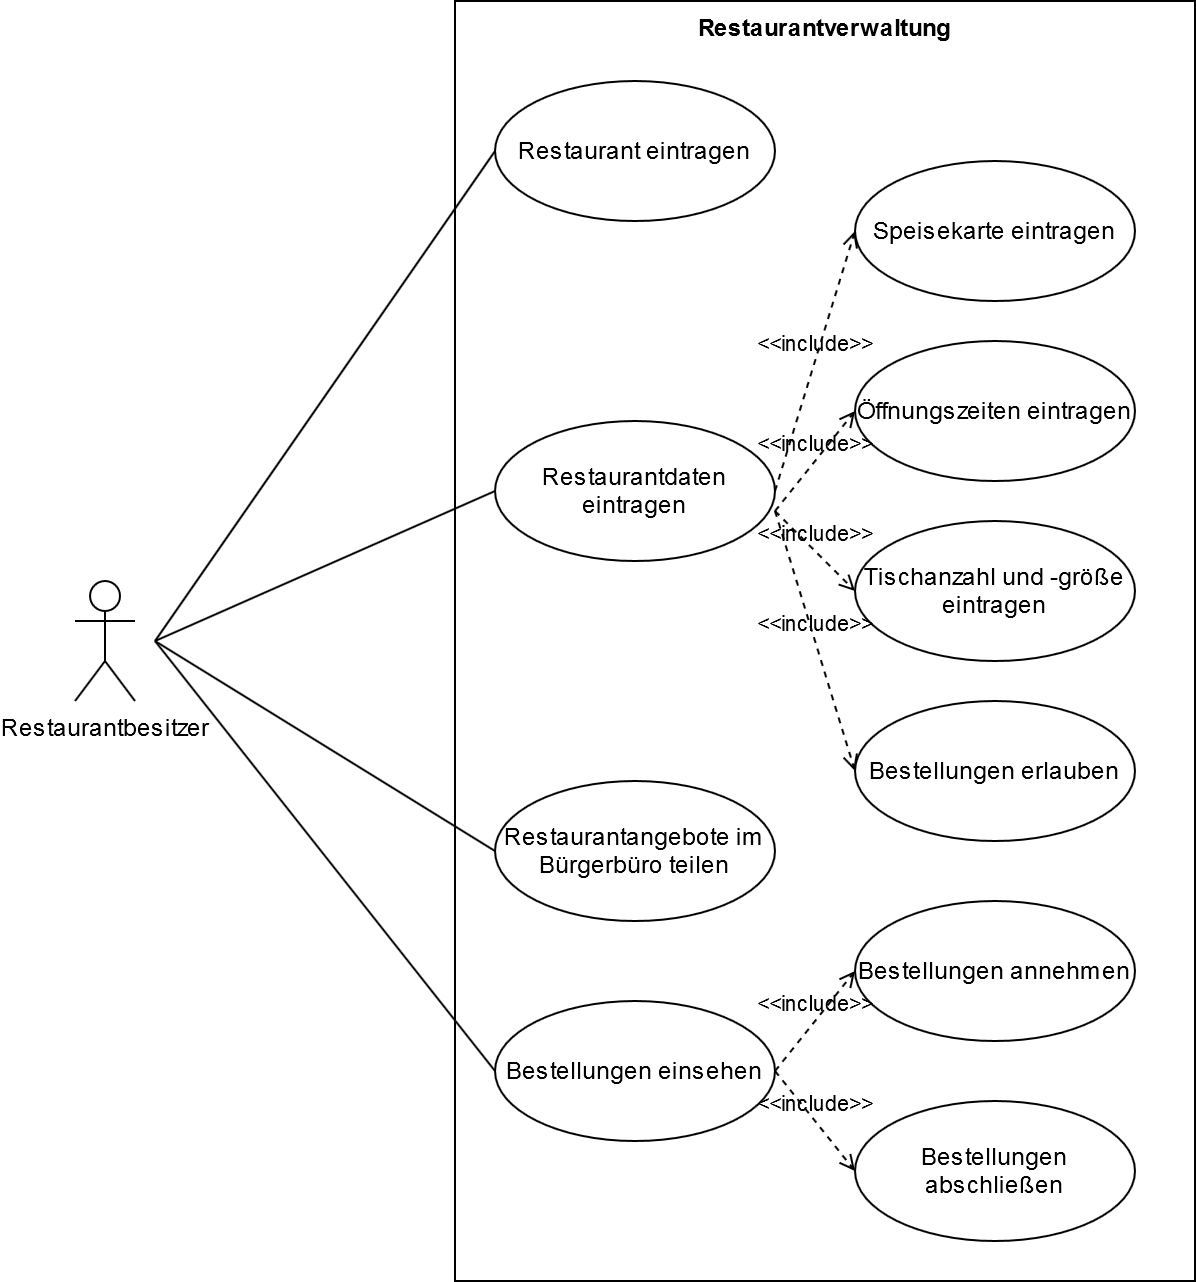 Restaurantverwaltung
Restaurant eintragen
Speisekarte eintragen
<<include>>
Öffnungszeiten eintragen
<<include>>
Restaurantdaten
eintragen
<<include>>
Tischanzahl und -größe
eintragen
<<include>>
Restaurantbesitzer
Bestellungen erlauben
Restaurantangebote im
Bürgerbüro teilen
Bestellungen annehmen
<<include>>
Bestellungen einsehen
<<include>>
Bestellungen
abschließen